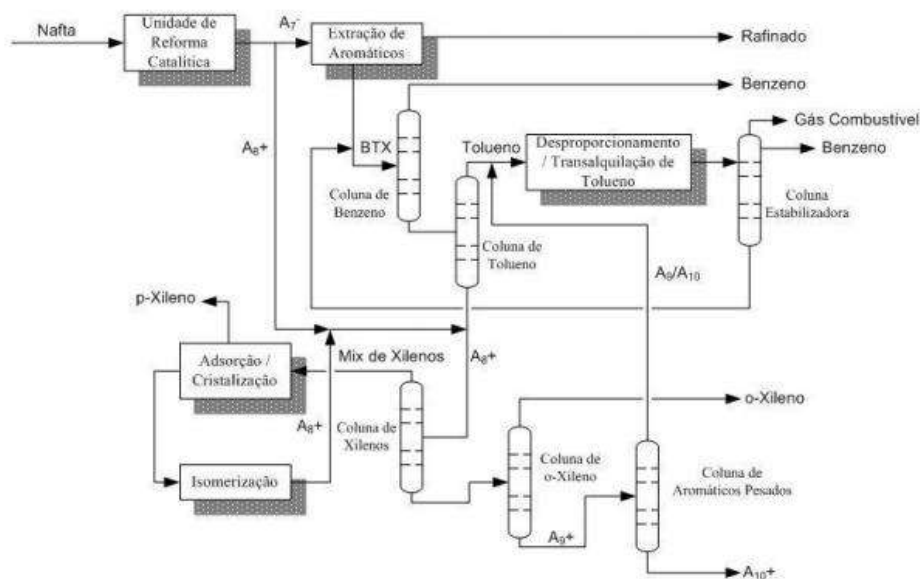 Nafta
Unidade de
Reforma
Catalítica
A₇⁻
Extração de
Aromáticos
Rafinado
Benzeno
Gás Combustível
Benzeno
A₈+
BTX
Tolueno
Desproporcionamento
/ Transalquilação de
Tolueno
Coluna de
Benzeno
Coluna
Estabilizadora
Coluna de
Tolueno
A₉/A₁₀
p-Xileno
Mix de Xilenos
A₈+
Adsorção /
Cristalização
A₈+
Coluna de
Xilenos
o-Xileno
Isomerização
Coluna de
o-Xileno
Coluna de
Aromáticos Pesados
A₉+
A₁₀+